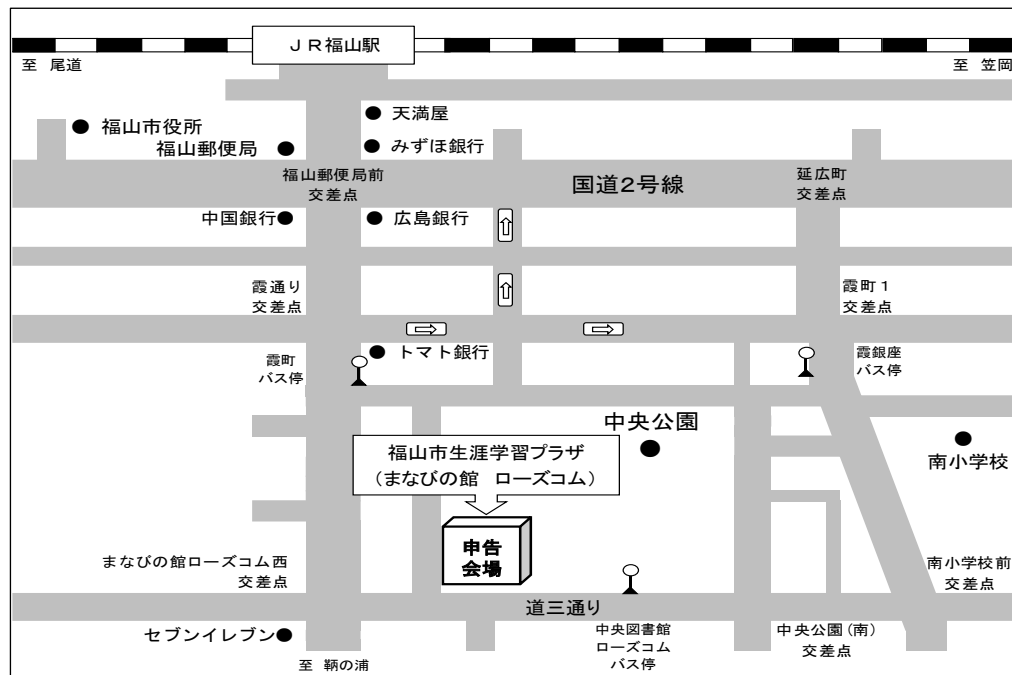 JR福山駅
至 尾道
至 笠岡
天満屋
福山市役所
福山郵便局
みずほ銀行
福山郵便局前
交差点
国道2号線
延広町
交差点
中国銀行
広島銀行
霞通り
交差点
霞町1
交差点
トマト銀行
霞町
バス停
霞銀座
バス停
中央公園
福山市生涯学習プラザ
(まなびの館 ローズコム)
南小学校
申告
会場
まなびの館ローズコム西
交差点
南小学校前
交差点
道三通り
セブンイレブン
中央図書館
ローズコム
バス停
中央公園(南)
交差点
至 鞆の浦